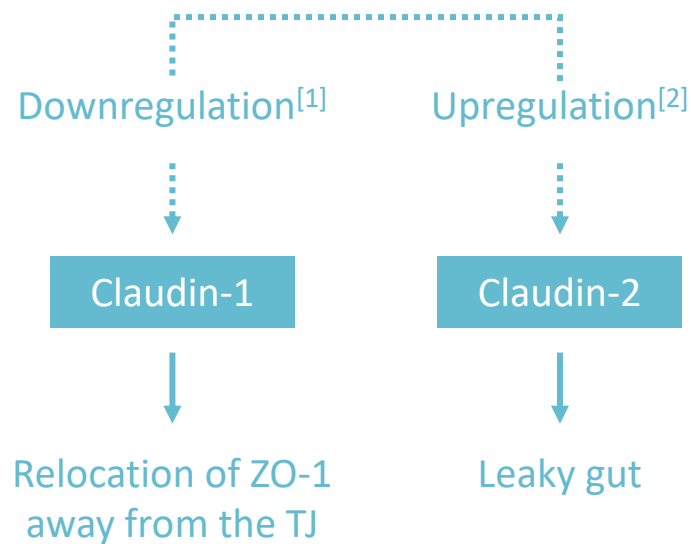 Downregulation[1]
Upregulation[2]
Claudin-1
Claudin-2
Relocation of ZO-1
away from the TJ
Leaky gut